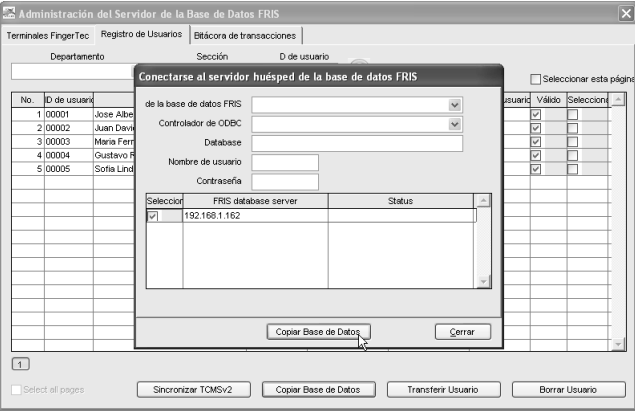 Administración del Servidor de la Base de Datos FRIS
Terminales FingerTec Registro de Usuarios Bitácora de transacciones
Departamento Sección D de usuario
Seleccionar esta página
Conectarse al servidor huésped de la base de datos FRIS
No. ID de usuario usuario Válido Seleccione
1 00001 Jose Albe
2 00002 Juan Davi
3 00003 Maria Fern
4 00004 Gustavo R
5 00005 Sofia Lind
de la base de datos FRIS
Controlador de ODBC
Database
Nombre de usuario
Contraseña
Seleccion FRIS database server Status
192.168.1.162
Copiar Base de Datos Cerrar
1
Select all pages Sincronizar TCMSv2 Copiar Base de Datos Transferir Usuario Borrar Usuario